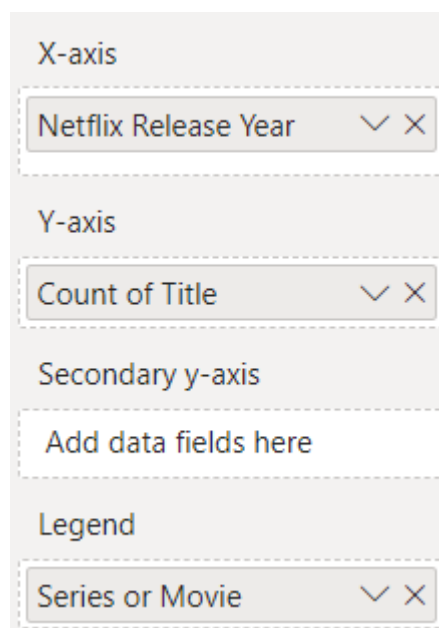 X-axis
Netflix Release Year
Y-axis
Count of Title
Secondary y-axis
Add data fields here
Legend
Series or Movie